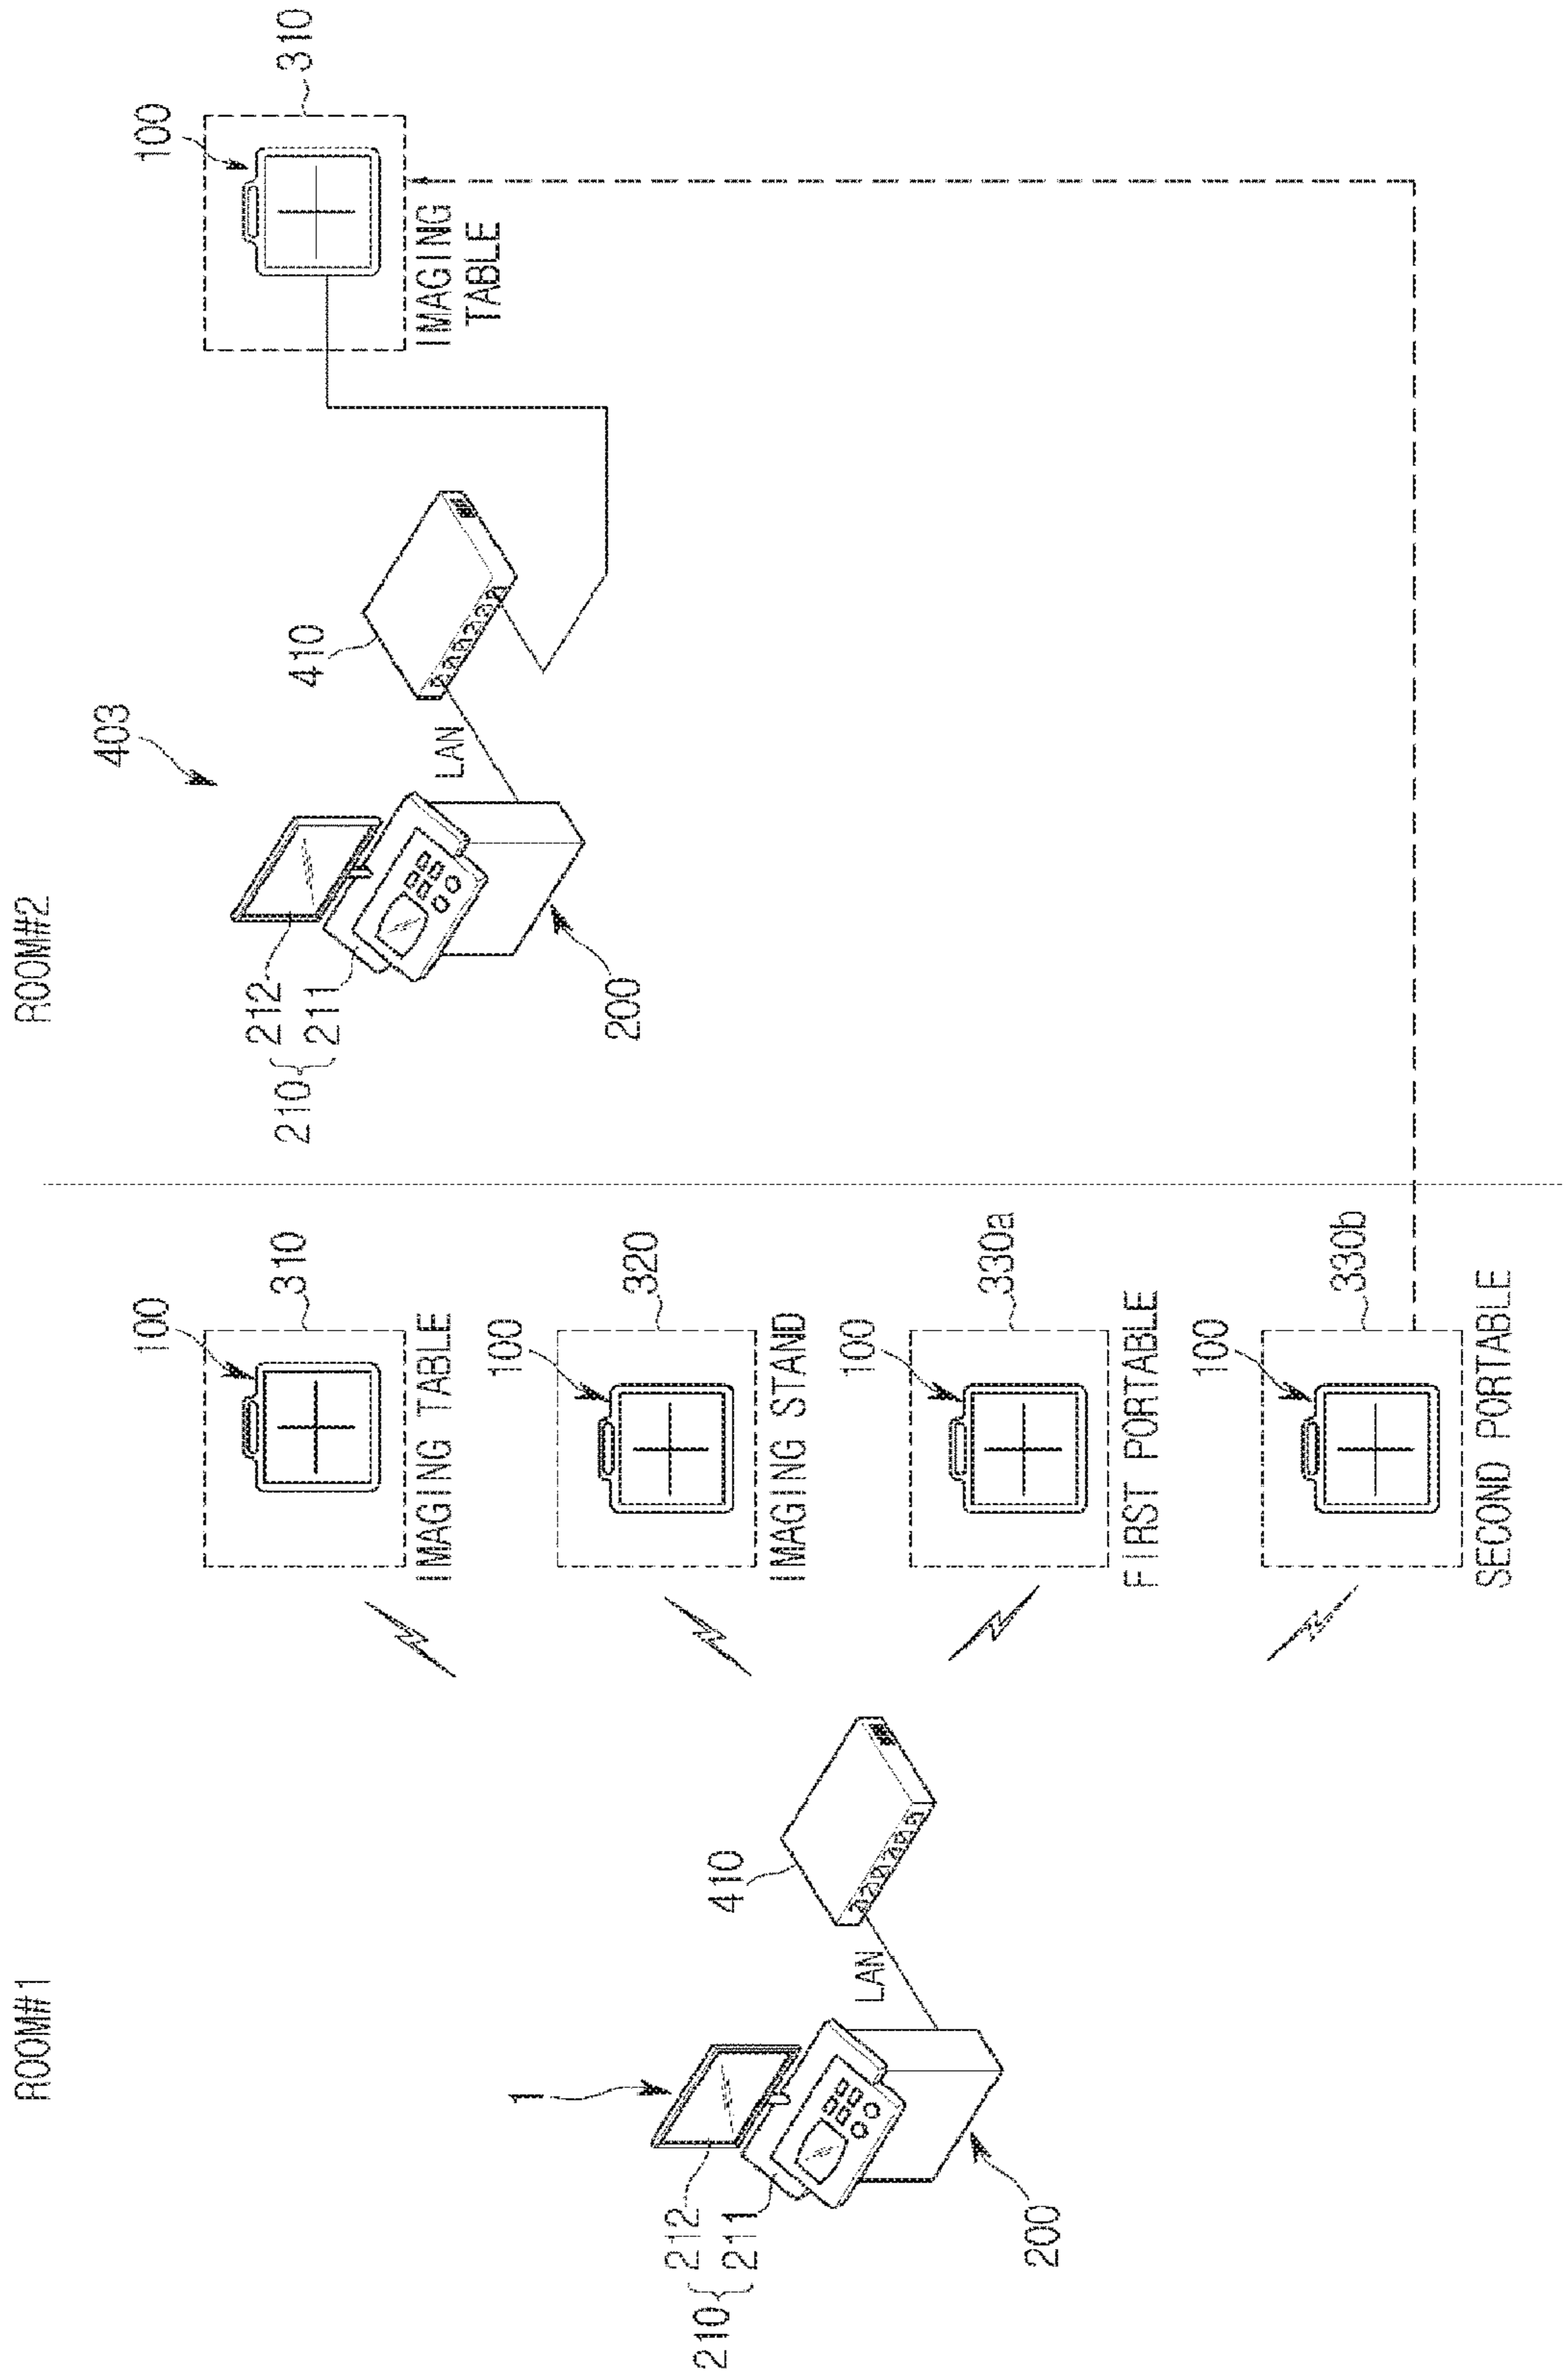 ROOM#1
ROOM#2
1
212
210
211
200
LAN
410
100
310
IMAGING TABLE
100
320
IMAGING STAND
100
330a
FIRST PORTABLE
100
330b
SECOND PORTABLE
403
212
210
211
200
LAN
410
100
310
IMAGING
TABLE